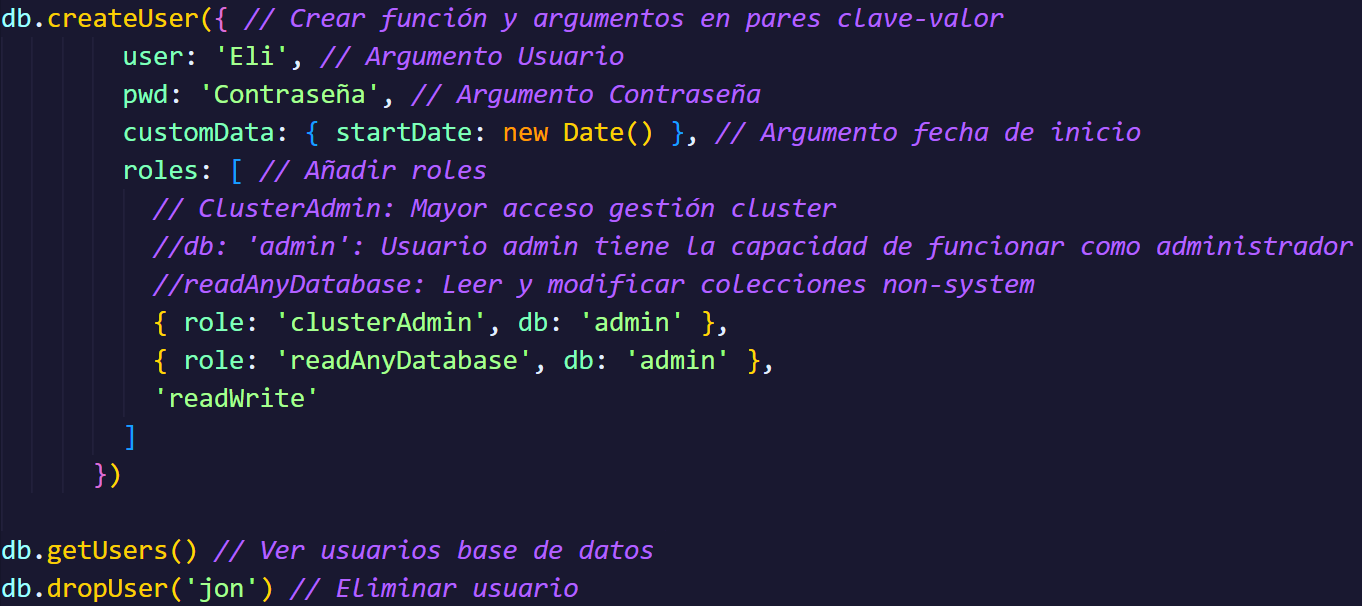 db.createUser({ // Crear función y argumentos en pares clave-valor
user: 'Eli', // Argumento Usuario
pwd: 'Contraseña', // Argumento Contraseña
customData: { startDate: new Date() }, // Argumento fecha de inicio
roles: [ // Añadir roles
// ClusterAdmin: Mayor acceso gestión cluster
//db: 'admin': Usuario admin tiene la capacidad de funcionar como administrador
//readAnyDatabase: Leer y modificar colecciones non-system
{ role: 'clusterAdmin', db: 'admin' },
{ role: 'readAnyDatabase', db: 'admin' },
'readWrite'
]
})
db.getUsers() // Ver usuarios base de datos
db.dropUser('jon') // Eliminar usuario